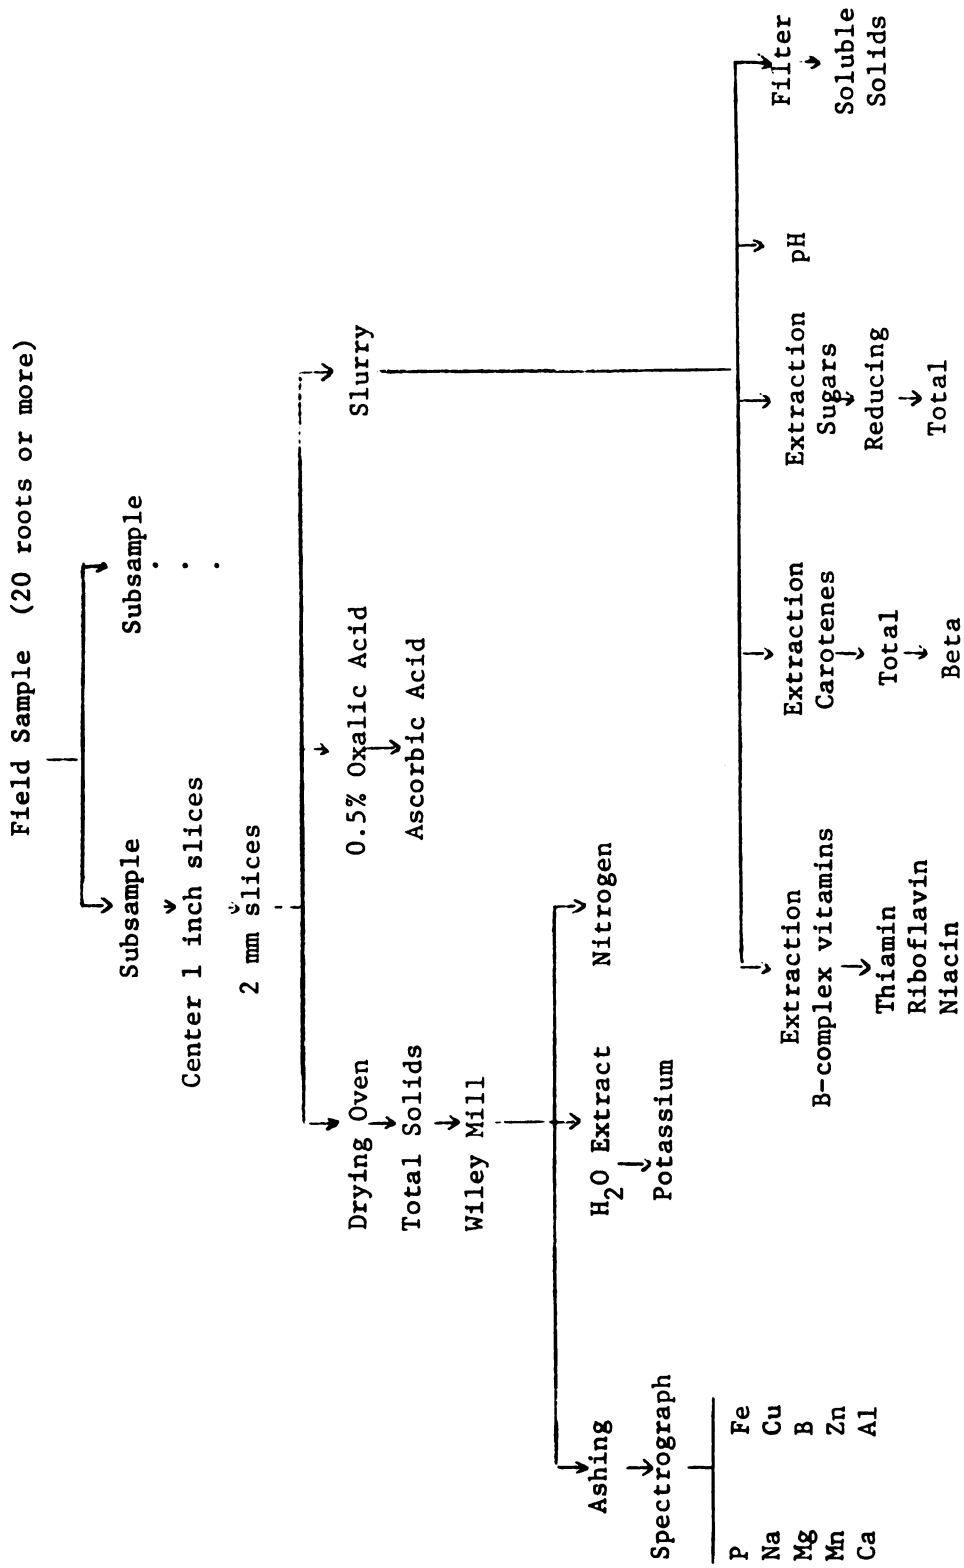 Field Sample (20 roots or more)
Subsample
Subsample
Center 1 inch slices
2 mm slices
Drying Oven
Total Solids
Wiley Mill
0.5% Oxalic Acid
Ascorbic Acid
Slurry
Ashing
Spectrograph
P Fe
Na Cu
Mg B
Mn Zn
Ca Al
H₂O Extract
Potassium
Nitrogen
Extraction
B-complex vitamins
Thiamin
Riboflavin
Niacin
Extraction
Carotenes
Total
Beta
Extraction
Sugars
Reducing
Total
pH
Filter
Soluble
Solids